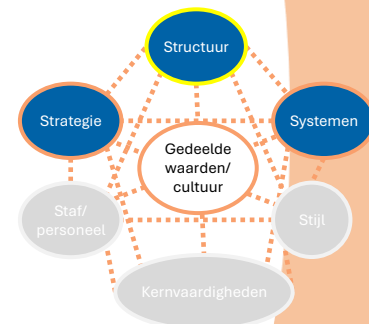 Structuur
Strategie
Systemen
Gedeelde
waarden/
cultuur
Staf/
personeel
Stijl
Kernvaardigheden